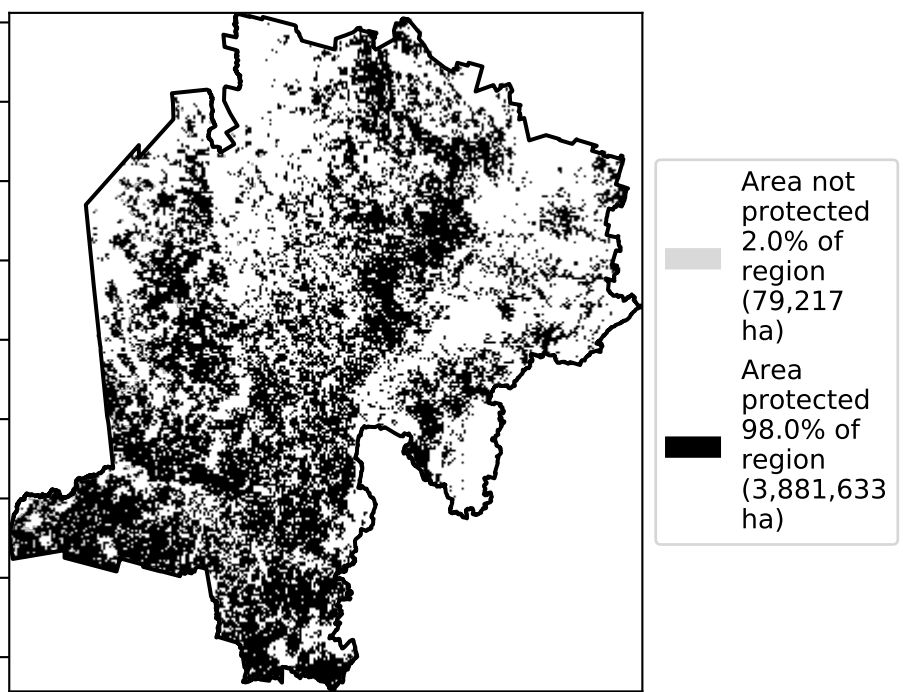 Area not
protected
2.0% of
region
(79,217
ha)
Area
protected
98.0% of
region
(3,881,633
ha)